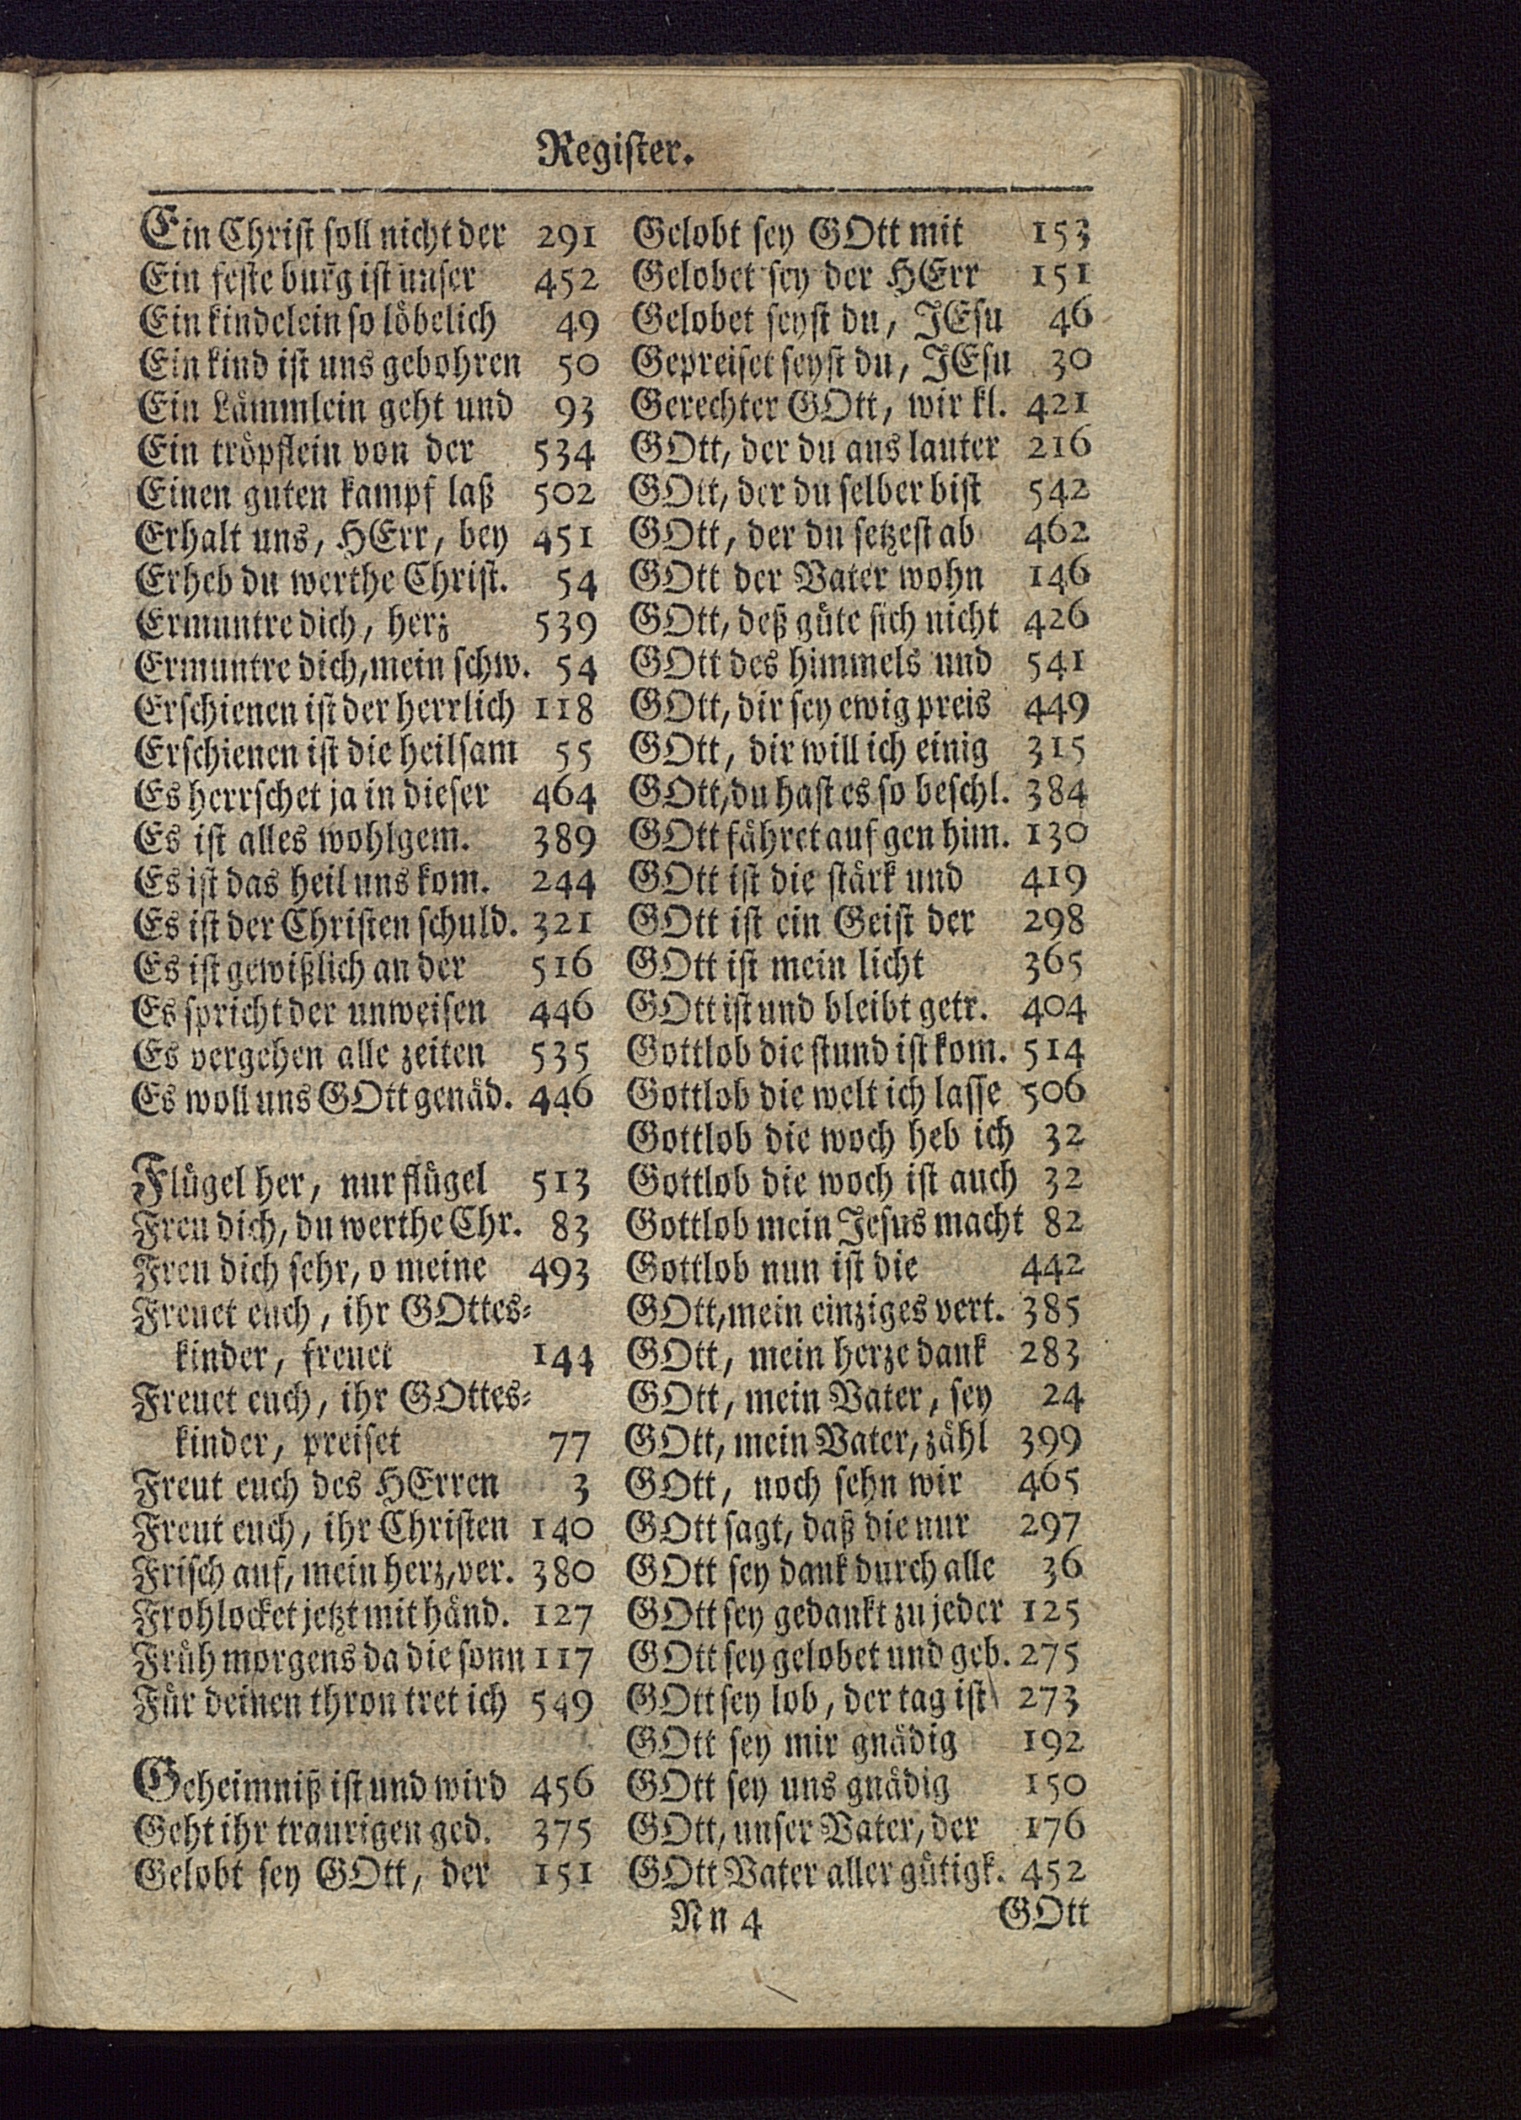 Register.
Ein Christ soll nicht der 291
Ein feste burg ist unser 452
Ein kindelein so löbelich 49
Ein kind ist uns gebohren 50
Ein Lämmlein geht und 93
Ein tröpflein von der 534
Einen guten kampf laß 502
Erhalt uns, HErr, bey 451
Erheb du werthe Christ. 54
Ermuntre dich, herz 539
Ermuntre dich, mein schw. 54
Erschienen ist der herrlich 118
Erschienen ist die heilsam 55
Es herrschet ja in dieser 464
Es ist alles wohlgem. 389
Es ist das heil uns kom. 244
Es ist der Christen schuld. 321
Es ist gewißlich an der 516
Es spricht der unweisen 446
Es vergehen alle zeiten 535
Es woll uns GOtt genäd. 446
Flügel her, nur flügel 513
Freu dich, du werthe Chr. 83
Freu dich sehr, o meine 493
Freuet euch, ihr GOttes-
kinder, freuet 144
Freuet euch, ihr GOttes-
kinder, preiset 77
Freut euch des HErren 3
Freut euch, ihr Christen 140
Frisch auf, mein herz, ver. 380
Frohlocket jetzt mit händ. 127
Früh morgens da die sonn 117
Für deinen thron tret ich 549
Geheimniß ist und wird 456
Geht ihr traurigen ged. 375
Gelobt sey GOtt, der 151
Gelobt sey GOtt mit 153
Gelobet sey der HErr 151
Gelobet seyst du, JEsu 46
Gepreiset seyst du, JEsu 30
Gerechter GOtt, wir kl. 421
GOtt, der du aus lauter 216
GOtt, der du selber bist 542
GOtt, der du setzest ab 462
GOtt der Vater wohn 146
GOtt, deß güte sich nicht 426
GOtt des himmels und 541
GOtt, dir sey ewig preis 449
GOtt, dir will ich einig 315
GOtt, du hast es so beschl. 384
GOtt fähret auf gen him. 130
GOtt ist die stärk und 419
GOtt ist ein Geist der 298
GOtt ist mein licht 365
GOtt ist und bleibt getr. 404
Gottlob die stund ist kom. 514
Gottlob die welt ich lasse 506
Gottlob die woch heb ich 32
Gottlob die woch ist auch 32
Gottlob mein Jesus macht 82
Gottlob nun ist die 442
GOtt, mein einziges vert. 385
GOtt, mein herze dank 283
GOtt, mein Vater, sey 24
GOtt, mein Vater, zähl 399
GOtt, noch sehn wir 465
GOtt sagt, daß die nur 297
GOtt sey dank durch alle 36
GOtt sey gedankt zu jeder 125
GOtt sey gelobet und geb. 275
GOtt sey lob, der tag ist 273
GOtt sey mir gnädig 192
GOtt sey uns gnädig 150
GOtt, unser Vater, der 176
GOtt Vater aller gütigk. 452
Nn 4 GOtt